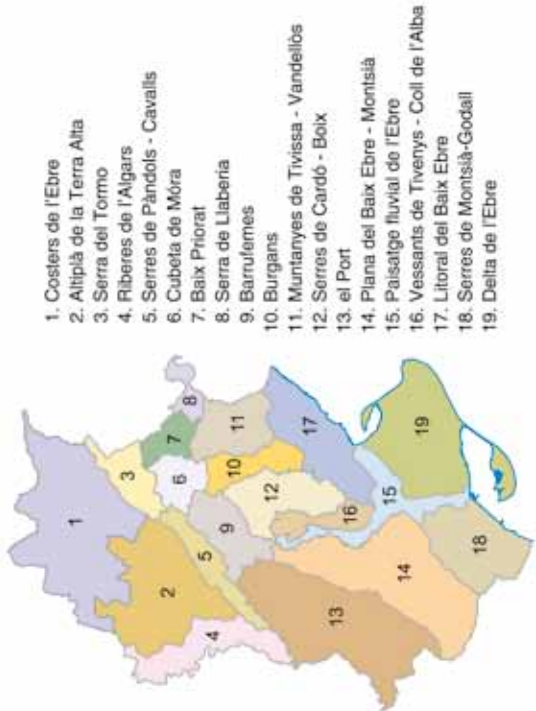 1. Costers de l'Ebre
2. Altiplà de la Terra Alta
3. Serra del Tormo
4. Riberes de l'Algars
5. Serres de Pàndols - Cavalls
6. Cubeta de Móra
7. Baix Priorat
8. Serra de Llaberia
9. Barrufemes
10. Burgans
11. Muntanyes de Tivissa - Vandellòs
12. Serres de Cardó - Boix
13. el Port
14. Plana del Baix Ebre - Montsià
15. Paisatge fluvial de l'Ebre
16. Vessants de Tivenys - Coll de l'Alba
17. Litoral del Baix Ebre
18. Serres de Montsià-Godall
19. Delta de l'Ebre
1
2
3
4
5
6
7
8
9
10
11
12
13
14
15
16
17
18
19